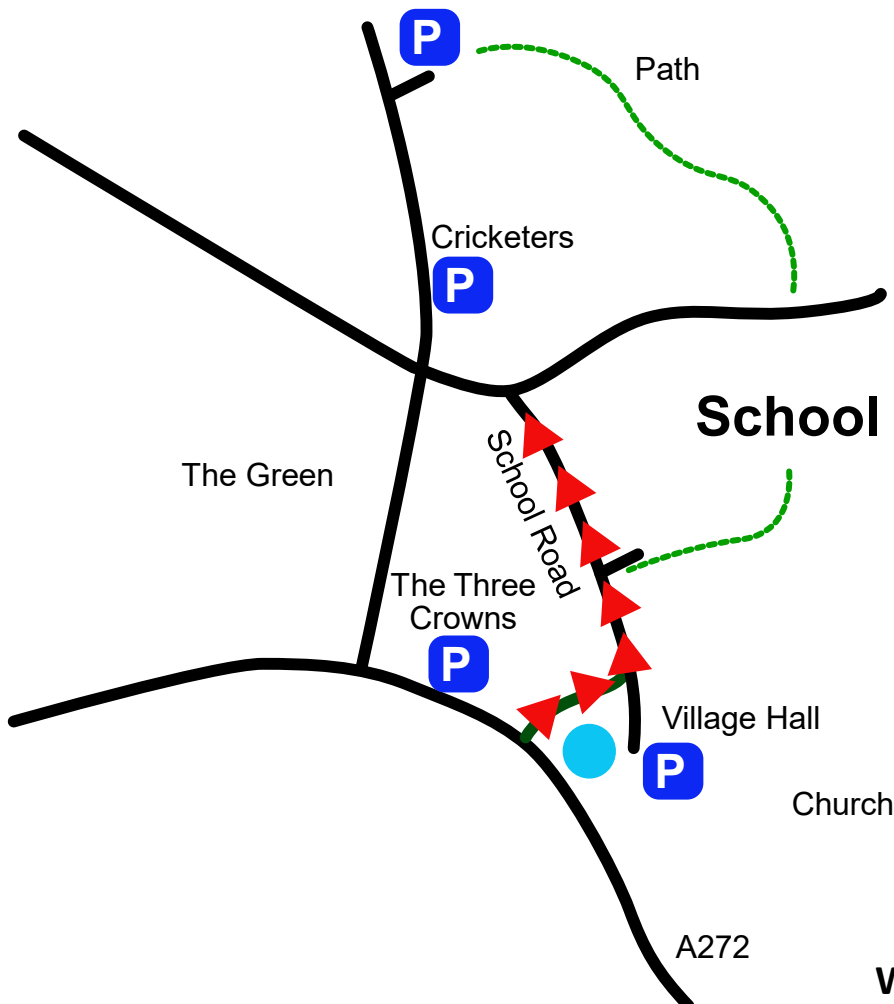 P
Path
Cricketers
P
School
School Road
The Green
The Three
Crowns
P
Village Hall
P
Church
A272
W